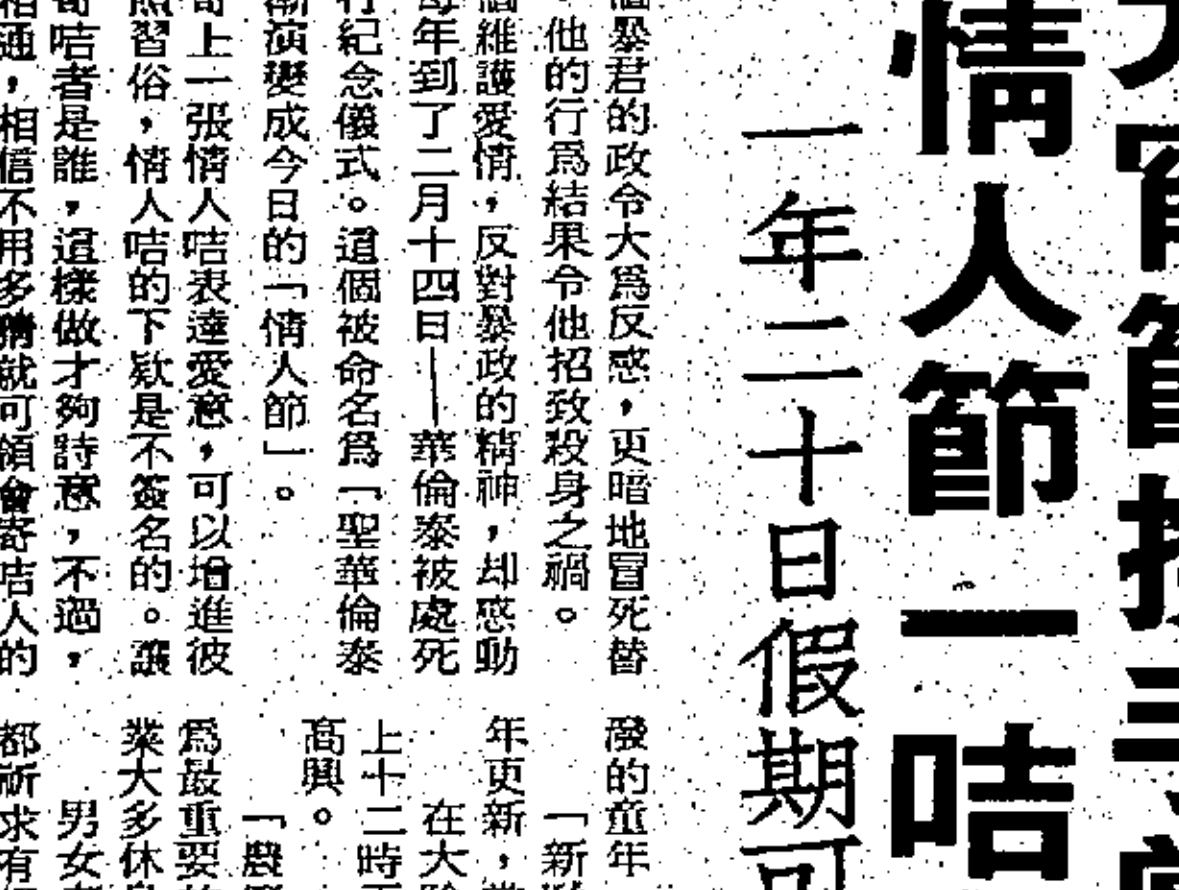 情人節一咭
一年二十日假期可
個暴君的政令大爲反感，更暗地冒死替
。他的行爲結果令他招致殺身之禍。
個維護愛情，反對暴政的精神，却感動
每年到了二月十四日——華倫泰被處死
行紀念儀式。這個被命名爲「聖華倫泰
漸演變成今日的「情人節」。
寄上一張情人咭表達愛意，可以增進彼
照習俗，情人咭的下欵是不簽名的。讓
寄咭者是誰，這樣做才夠詩意，不過，
相通，相信不用多猜就可領會寄咭人的
的童年
「新
年更新，
在大
上十二時
高興。
「農
爲最重要
業大多休
男女
都祈求有